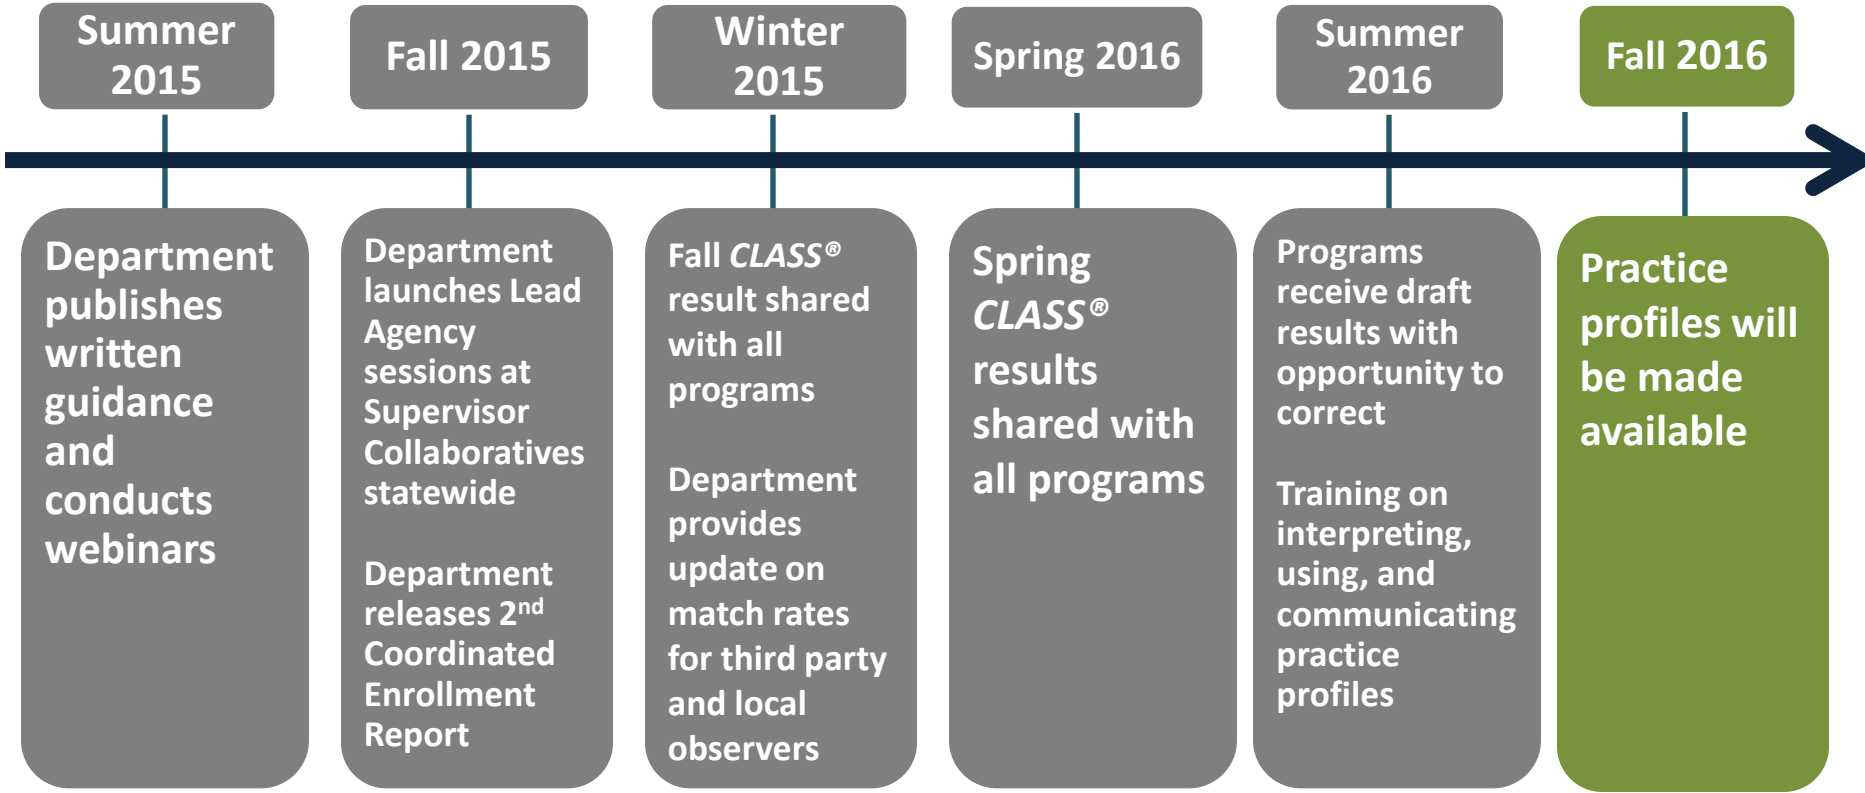 Summer
2015
Fall 2015
Winter
2015
Spring 2016
Summer
2016
Fall 2016
Department
publishes
written
guidance
and
conducts
webinars
Department
launches Lead
Agency
sessions at
Supervisor
Collaboratives
statewide
Department
releases 2nd
Coordinated
Enrollment
Report
Fall CLASS®
result shared
with all
programs
Department
provides
update on
match rates
for third party
and local
observers
Spring
CLASS®
results
shared with
all programs
Programs
receive draft
results with
opportunity to
correct
Training on
interpreting,
using, and
communicating
practice
profiles
Practice
profiles will
be made
available